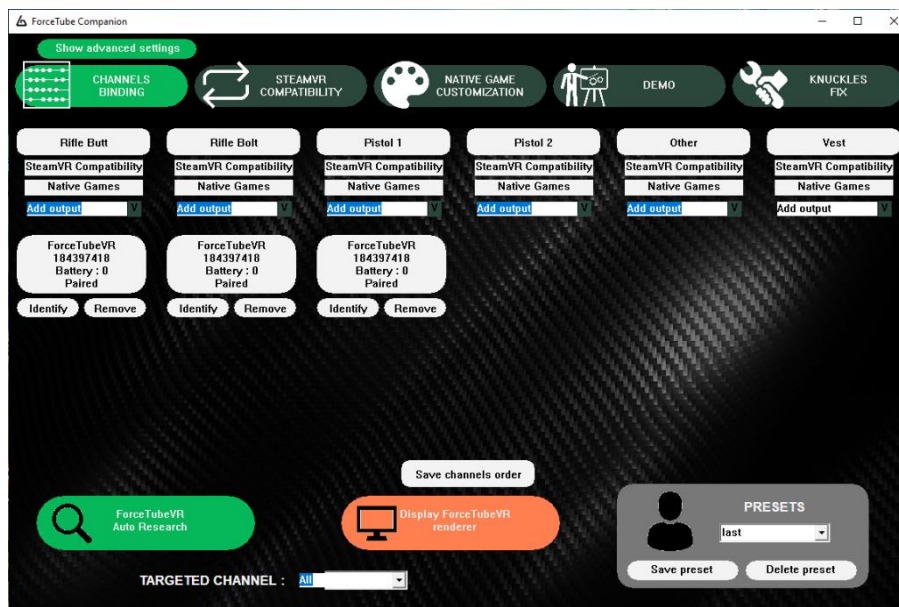 ForceTube Companion
Show advanced settings
CHANNELS
BINDING
STEAMVR
COMPATIBILITY
NATIVE GAME
CUSTOMIZATION
DEMO
KNUCKLES
FIX
Rifle Butt
Rifle Bolt
Pistol 1
Pistol 2
Other
Vest
SteamVR Compatibility
SteamVR Compatibility
SteamVR Compatibility
SteamVR Compatibility
SteamVR Compatibility
SteamVR Compatibility
Native Games
Native Games
Native Games
Native Games
Native Games
Native Games
Add output V
Add output V
Add output V
Add output V
Add output V
Add output V
ForceTubeVR
184397418
Battery : 0
Paired
ForceTubeVR
184397418
Battery : 0
Paired
ForceTubeVR
184397418
Battery : 0
Paired
Identify Remove
Identify Remove
Identify Remove
Save channels order
ForceTubeVR
Auto Research
Display ForceTubeVR
renderer
PRESETS
last
Save preset Delete preset
TARGETED CHANNEL : All